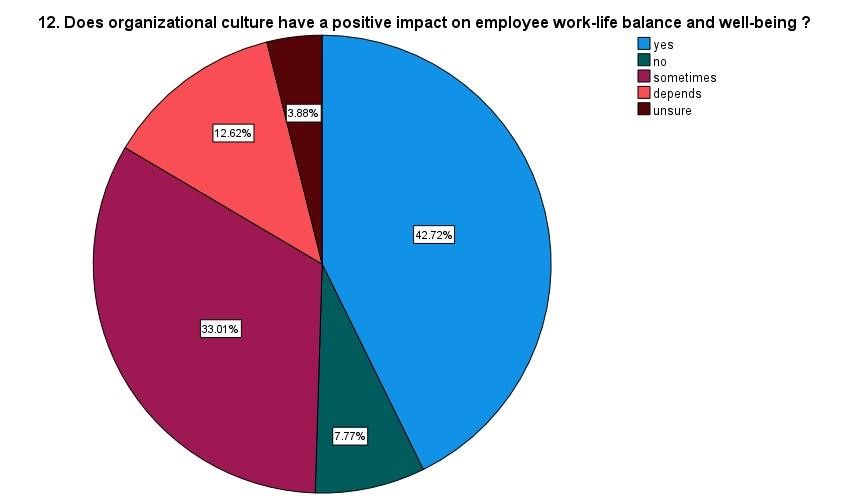 12. Does organizational culture have a positive impact on employee work-life balance and well-being ?
yes
no
sometimes
depends
unsure
3.88%
12.62%
42.72%
33.01%
7.77%